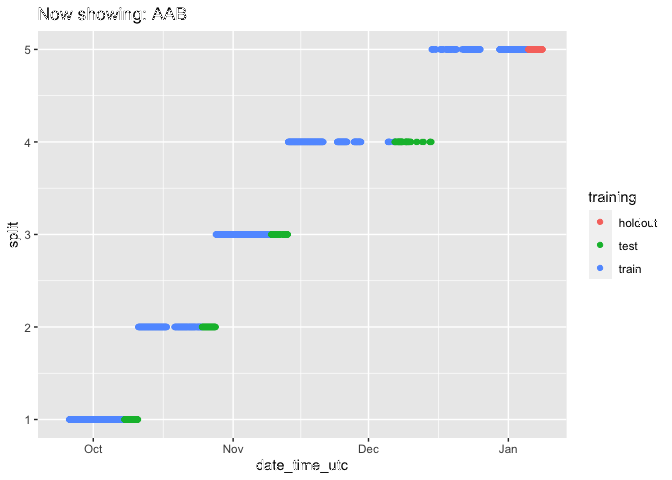 Now showing: AAB
5
4
3
2
1
split
Oct Nov Dec Jan
date_time_utc
training
holdout
test
train